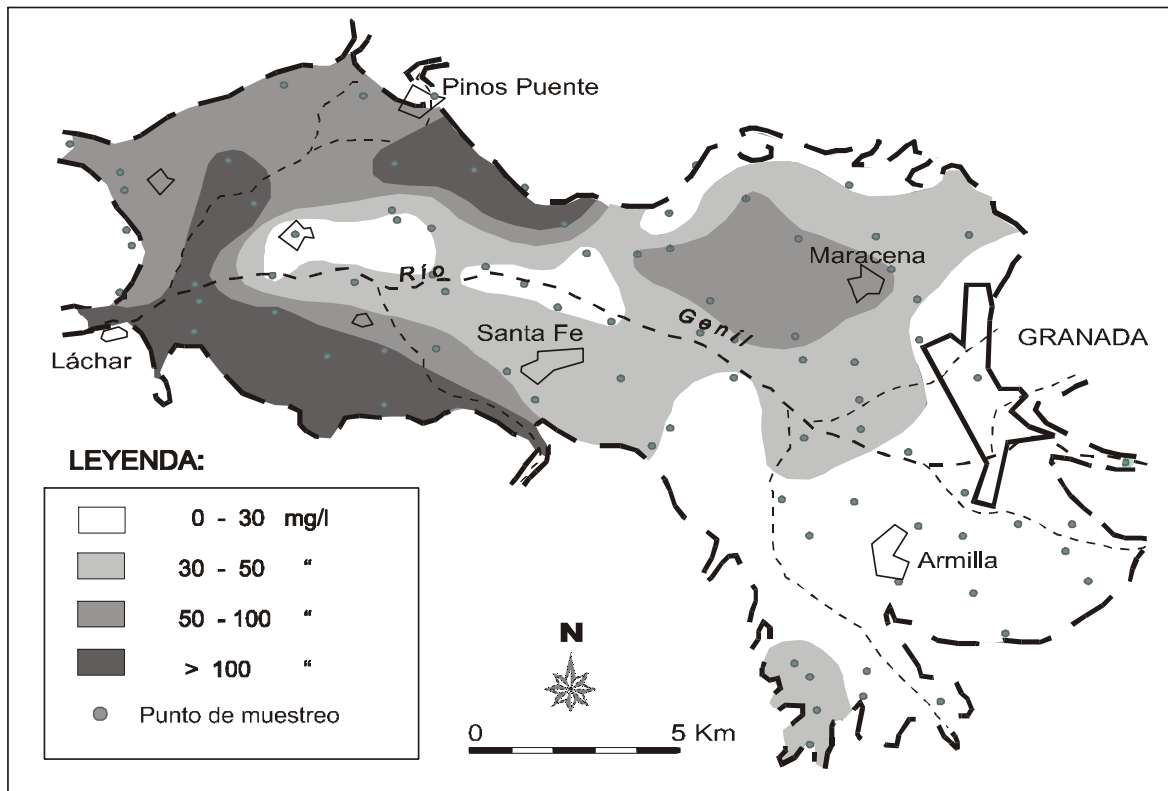 Pinos Puente
Maracena
Río
Genil
Santa Fe
GRANADA
Láchar
Armilla
LEYENDA:
0 - 30 mg/l
30 - 50 “
50 - 100 “
> 100 “
Punto de muestreo
N
0 5 Km